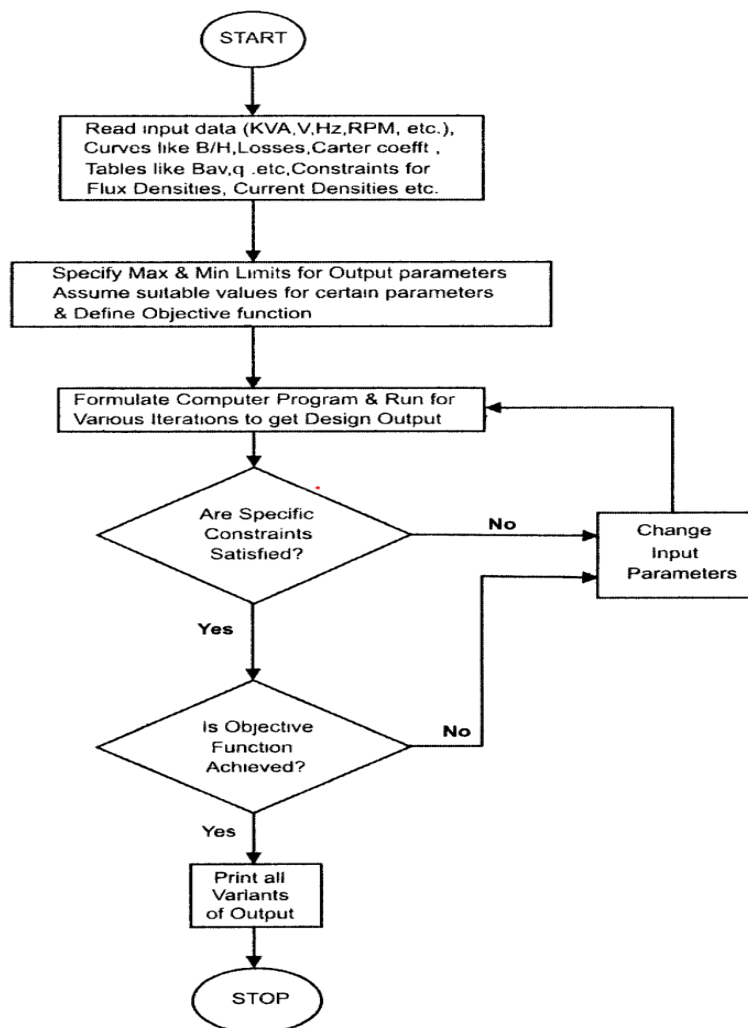 START
Read input data (KVA,V,Hz,RPM, etc.),
Curves like B/H,Losses,Carter coefft ,
Tables like Bav,q .etc,Constraints for
Flux Densities, Current Densities etc.
Specify Max & Min Limits for Output parameters
Assume suitable values for certain parameters
& Define Objective function
Formulate Computer Program & Run for
Various Iterations to get Design Output
Are Specific
Constraints
Satisfied?
No
Change
Input
Parameters
Yes
Is Objective
Function
Achieved?
No
Yes
Print all
Variants
of Output
STOP